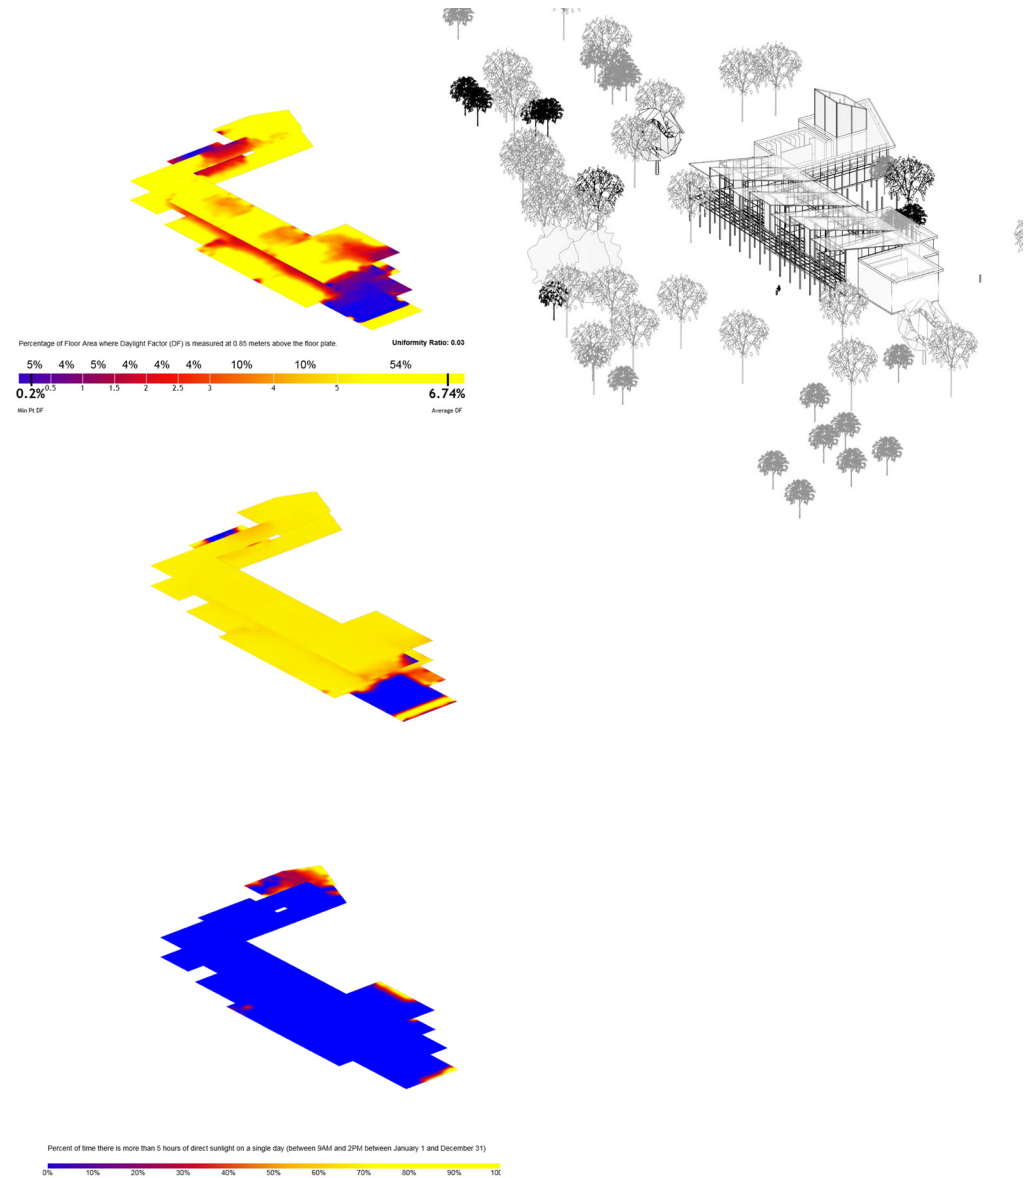 Percentage of Floor Area where Daylight Factor (DF) is measured at 0.85 meters above the floor plate. Uniformity Ratio: 0.03
5% 4% 5% 4% 4% 4% 10% 10% 54%
0.5 1 1.5 2 2.5 3 4 5
0.2% 6.74%
Min Pt DF Average DF
Percent of time there is more than 5 hours of direct sunlight on a single day (between 9AM and 2PM between January 1 and December 31)
0% 10% 20% 30% 40% 50% 60% 70% 80% 90% 100